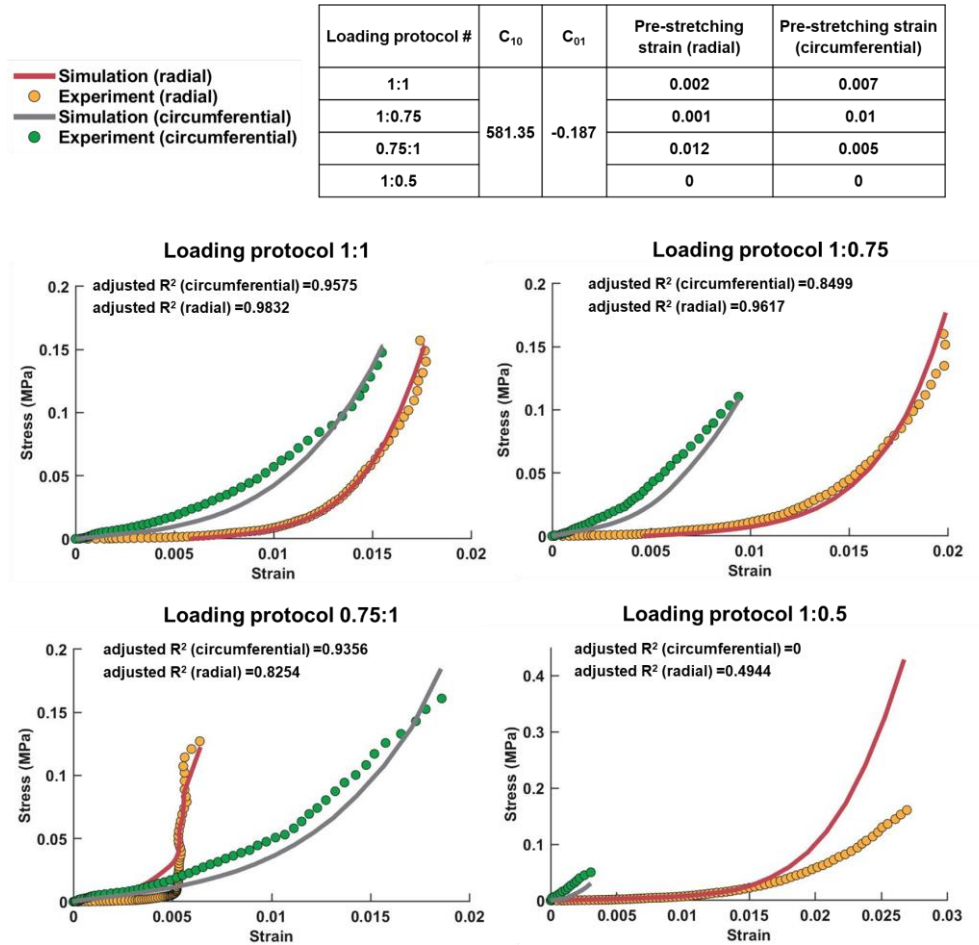 Simulation (radial)
Experiment (radial)
Simulation (circumferential)
Experiment (circumferential)
Loading protocol # C10 C01 Pre-stretching strain (radial) Pre-stretching strain (circumferential)
1:1 581.35 -0.187 0.002 0.007
1:0.75 0.001 0.01
0.75:1 0.012 0.005
1:0.5 0 0
Loading protocol 1:1
adjusted R² (circumferential) =0.9575
adjusted R² (radial) =0.9832
Stress (MPa)
0.2
0.15
0.1
0.05
0
0 0.005 0.01 0.015 0.02
Strain
Loading protocol 1:0.75
adjusted R² (circumferential) =0.8499
adjusted R² (radial) =0.9617
Stress (MPa)
0.2
0.15
0.1
0.05
0
0 0.005 0.01 0.015 0.02
Strain
Loading protocol 0.75:1
adjusted R² (circumferential) =0.9356
adjusted R² (radial) =0.8254
Stress (MPa)
0.2
0.15
0.1
0.05
0
0 0.005 0.01 0.015 0.02
Strain
Loading protocol 1:0.5
adjusted R² (circumferential) =0
adjusted R² (radial) =0.4944
Stress (MPa)
0.4
0.3
0.2
0.1
0
0 0.005 0.01 0.015 0.02 0.025 0.03
Strain